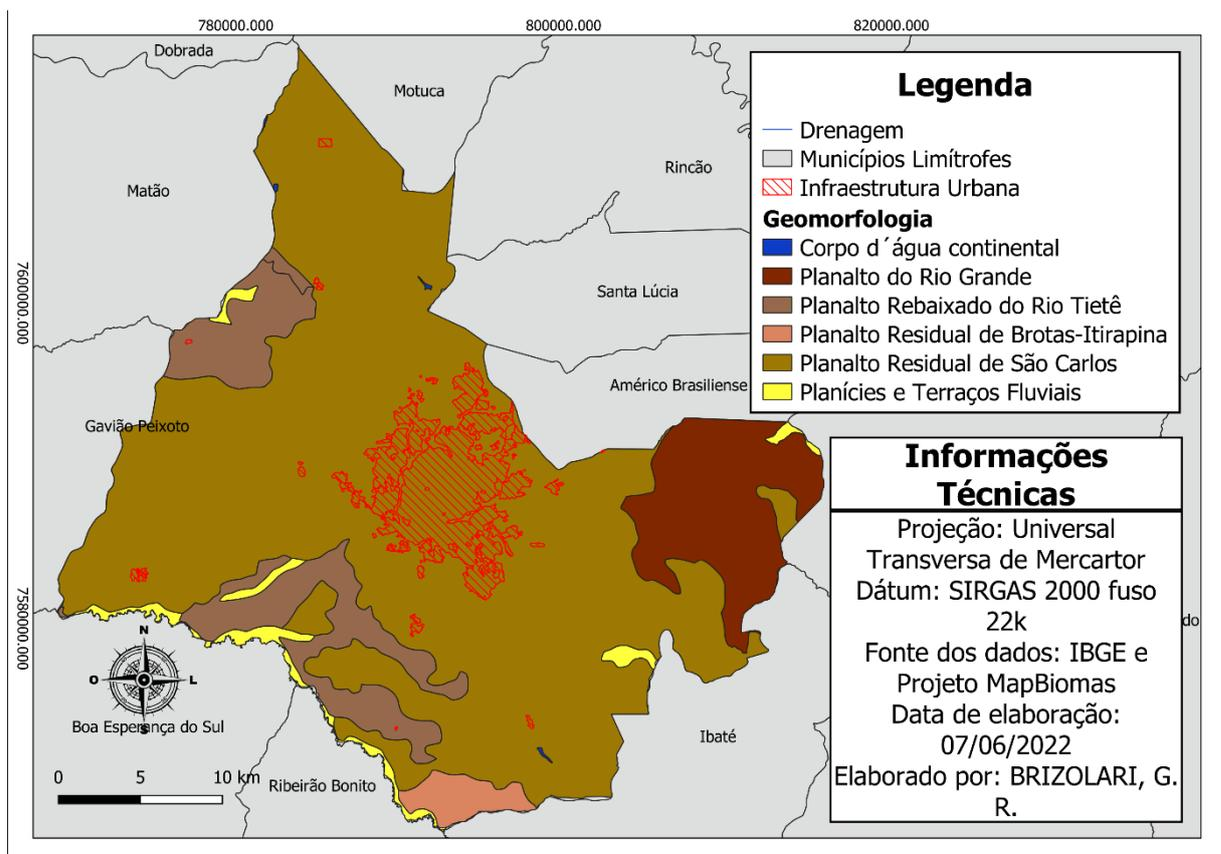 780000.000
800000.000
820000.000
Dobrada
Motuca
Matão
Rincão
Santa Lúcia
Américo Brasiliense
Gavião Peixoto
7600000.000
7580000.000
Legenda
Drenagem
Municípios Limítrofes
Infraestrutura Urbana
Geomorfologia
Corpo d´água continental
Planalto do Rio Grande
Planalto Rebaixado do Rio Tietê
Planalto Residual de Brotas-Itirapina
Planalto Residual de São Carlos
Planícies e Terraços Fluviais
Informações
Técnicas
Projeção: Universal
Transversa de Mercartor
Dátum: SIRGAS 2000 fuso
22k
Fonte dos dados: IBGE e
Projeto MapBiomas
Data de elaboração:
07/06/2022
Elaborado por: BRIZOLARI, G.
R.
do
N
O
L
S
Boa Esperança do Sul
Ribeirão Bonito
Ibaté
0 5 10 km